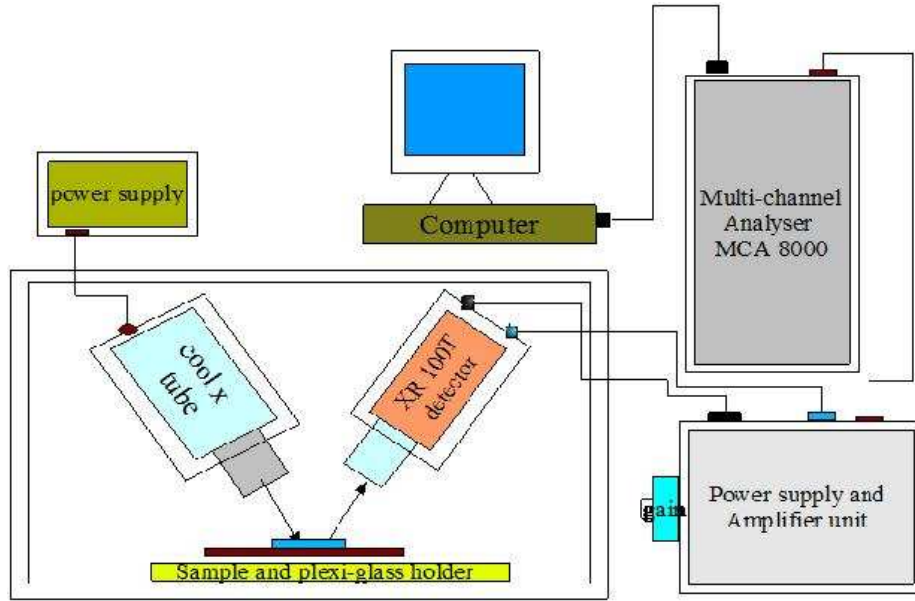 power supply
Computer
Multi-channel
Analyser
MCA 8000
cool x
tube
XR 100T
detector
gain
Power supply and
Amplifier unit
Sample and plexi-glass holder